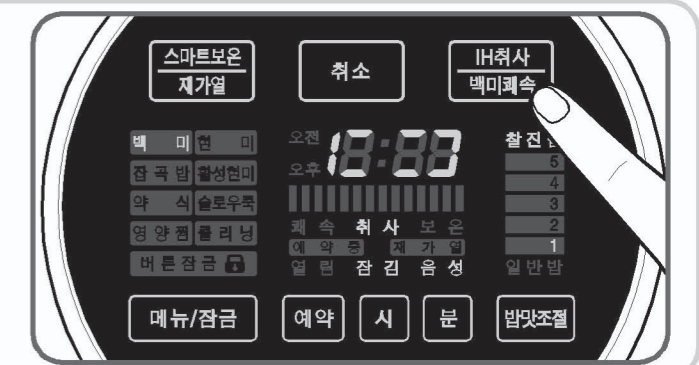 스마트보온 취소 IH취사
재가열 백미쾌속
백 미 현 미 오전 찰진
잡곡밥 활성현미 오후 5
4
약 식 슬로우쿡 3
영양찜 클리닝 쾌속 취사 보온 2
예약중 재가열 1
버튼잠금 열림 잠김 음성 일반밥
메뉴/잠금 예약 시 분 밥맛조절